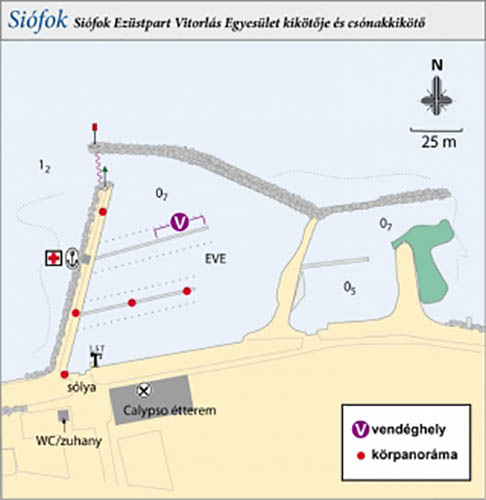 Siófok Siófok Ezüstpart Vitorlás Egyesület kikötője és csónakkikötő
N
25 m
1₂
0₇
V
0₇
EVE
0₅
1,5 T
T
sólya
Calypso étterem
WC/zuhany
V vendéghely
körpanoráma